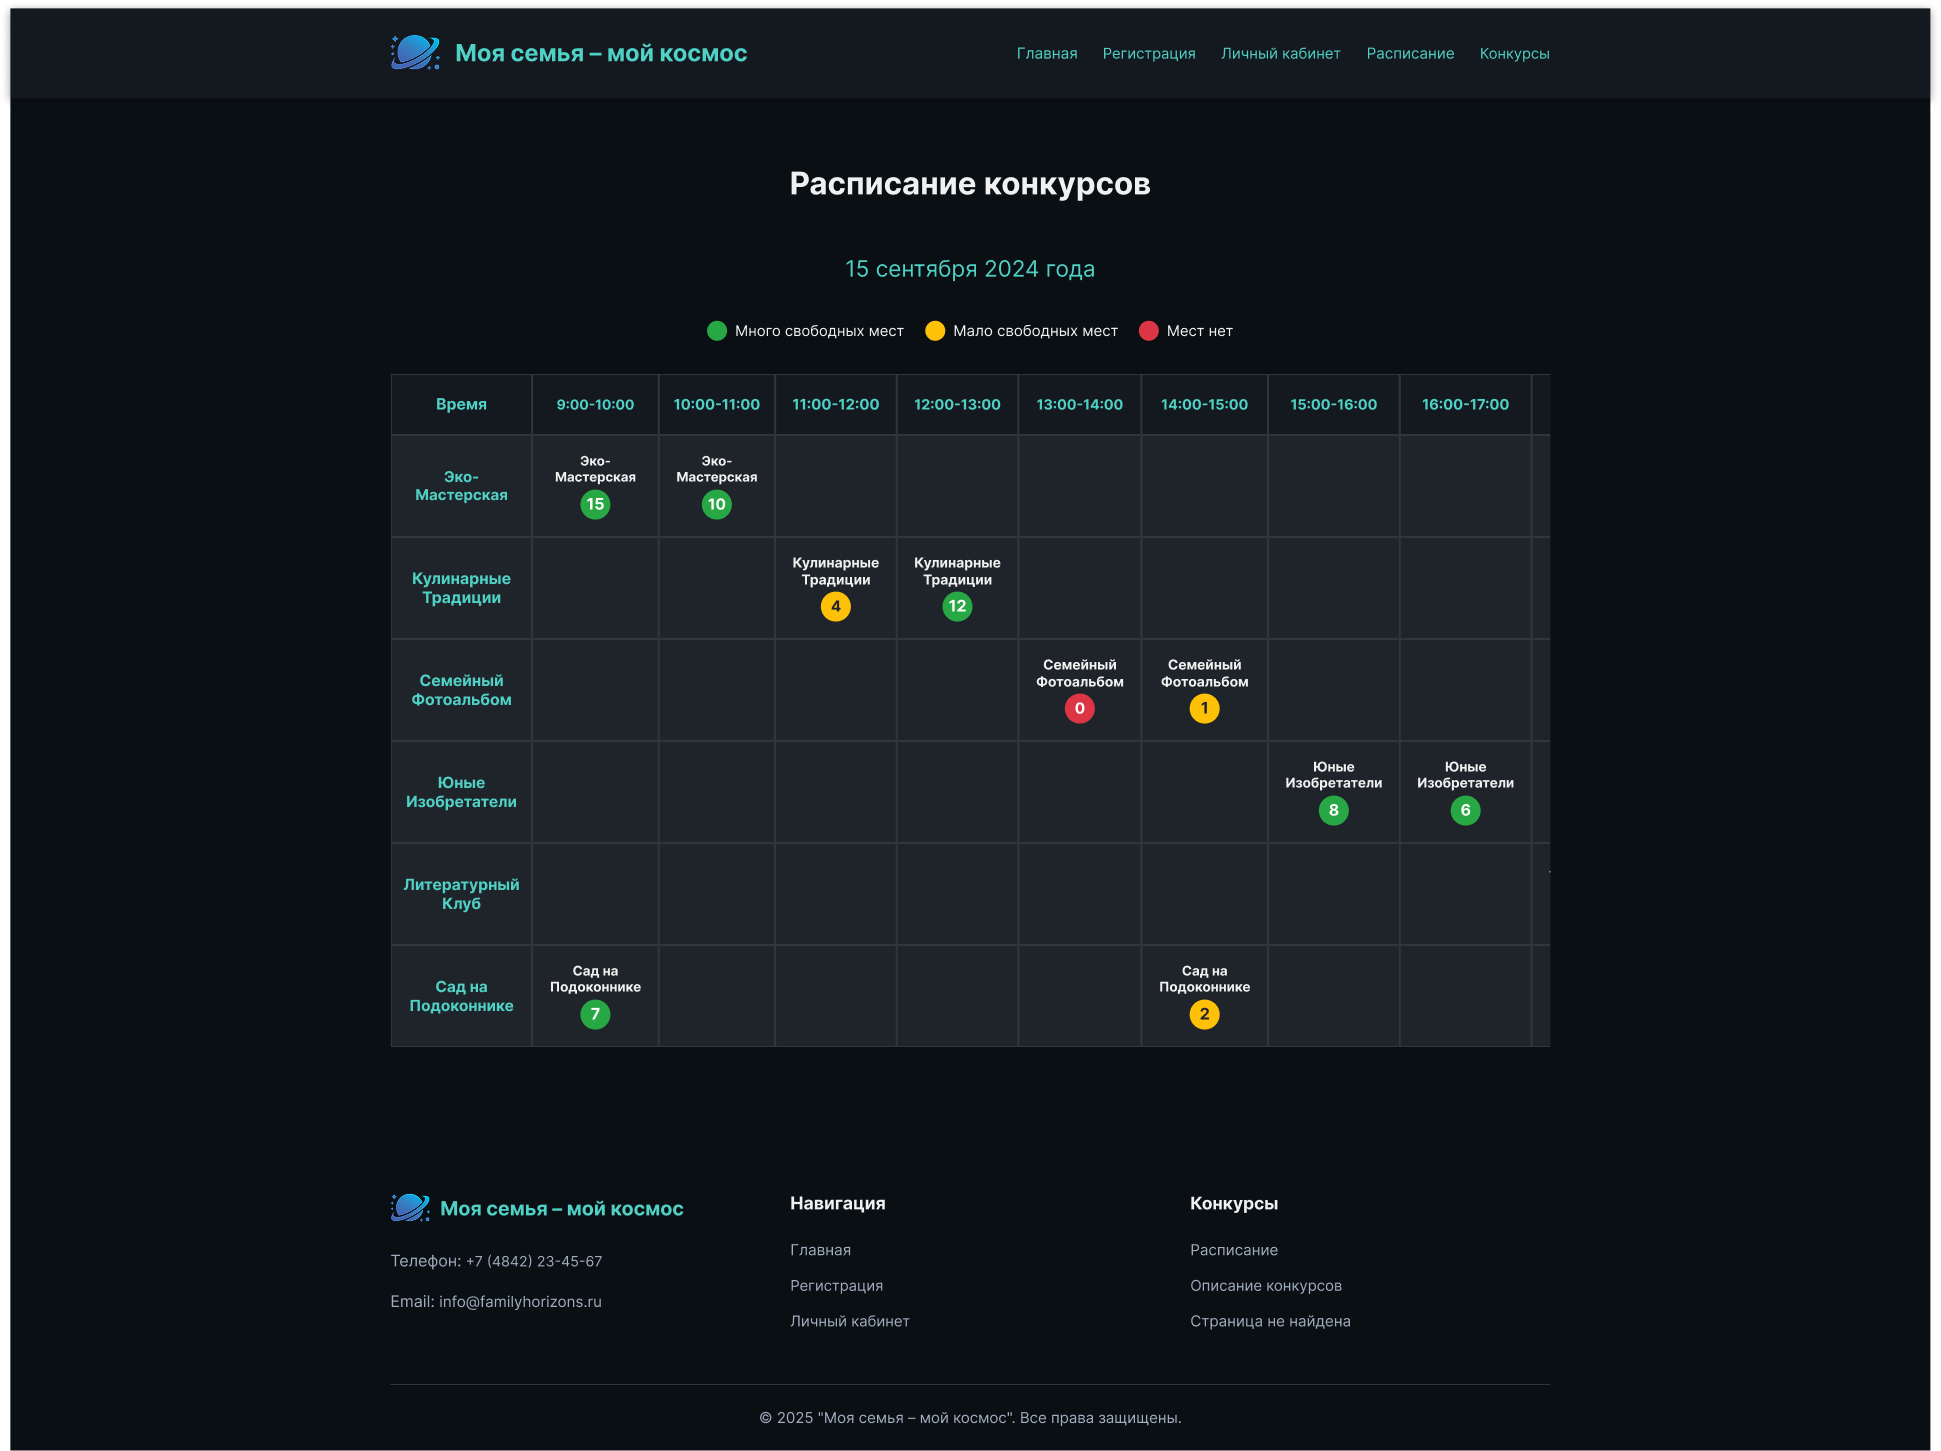 Моя семья – мой космос
Главная Регистрация Личный кабинет Расписание Конкурсы
Расписание конкурсов
15 сентября 2024 года
Много свободных мест Мало свободных мест Мест нет
Время 9:00-10:00 10:00-11:00 11:00-12:00 12:00-13:00 13:00-14:00 14:00-15:00 15:00-16:00 16:00-17:00
Эко-
Мастерская
Эко-
Мастерская
15
Эко-
Мастерская
10
Кулинарные
Традиции
Кулинарные
Традиции
4
Кулинарные
Традиции
12
Семейный
Фотоальбом
Семейный
Фотоальбом
0
Семейный
Фотоальбом
1
Юные
Изобретатели
Юные
Изобретатели
8
Юные
Изобретатели
6
Литературный
Клуб
Сад на
Подоконнике
Сад на
Подоконнике
7
Сад на
Подоконнике
2
Моя семья – мой космос
Телефон: +7 (4842) 23-45-67
Email: info@familyhorizons.ru
Навигация
Главная
Регистрация
Личный кабинет
Конкурсы
Расписание
Описание конкурсов
Страница не найдена
© 2025 "Моя семья – мой космос". Все права защищены.